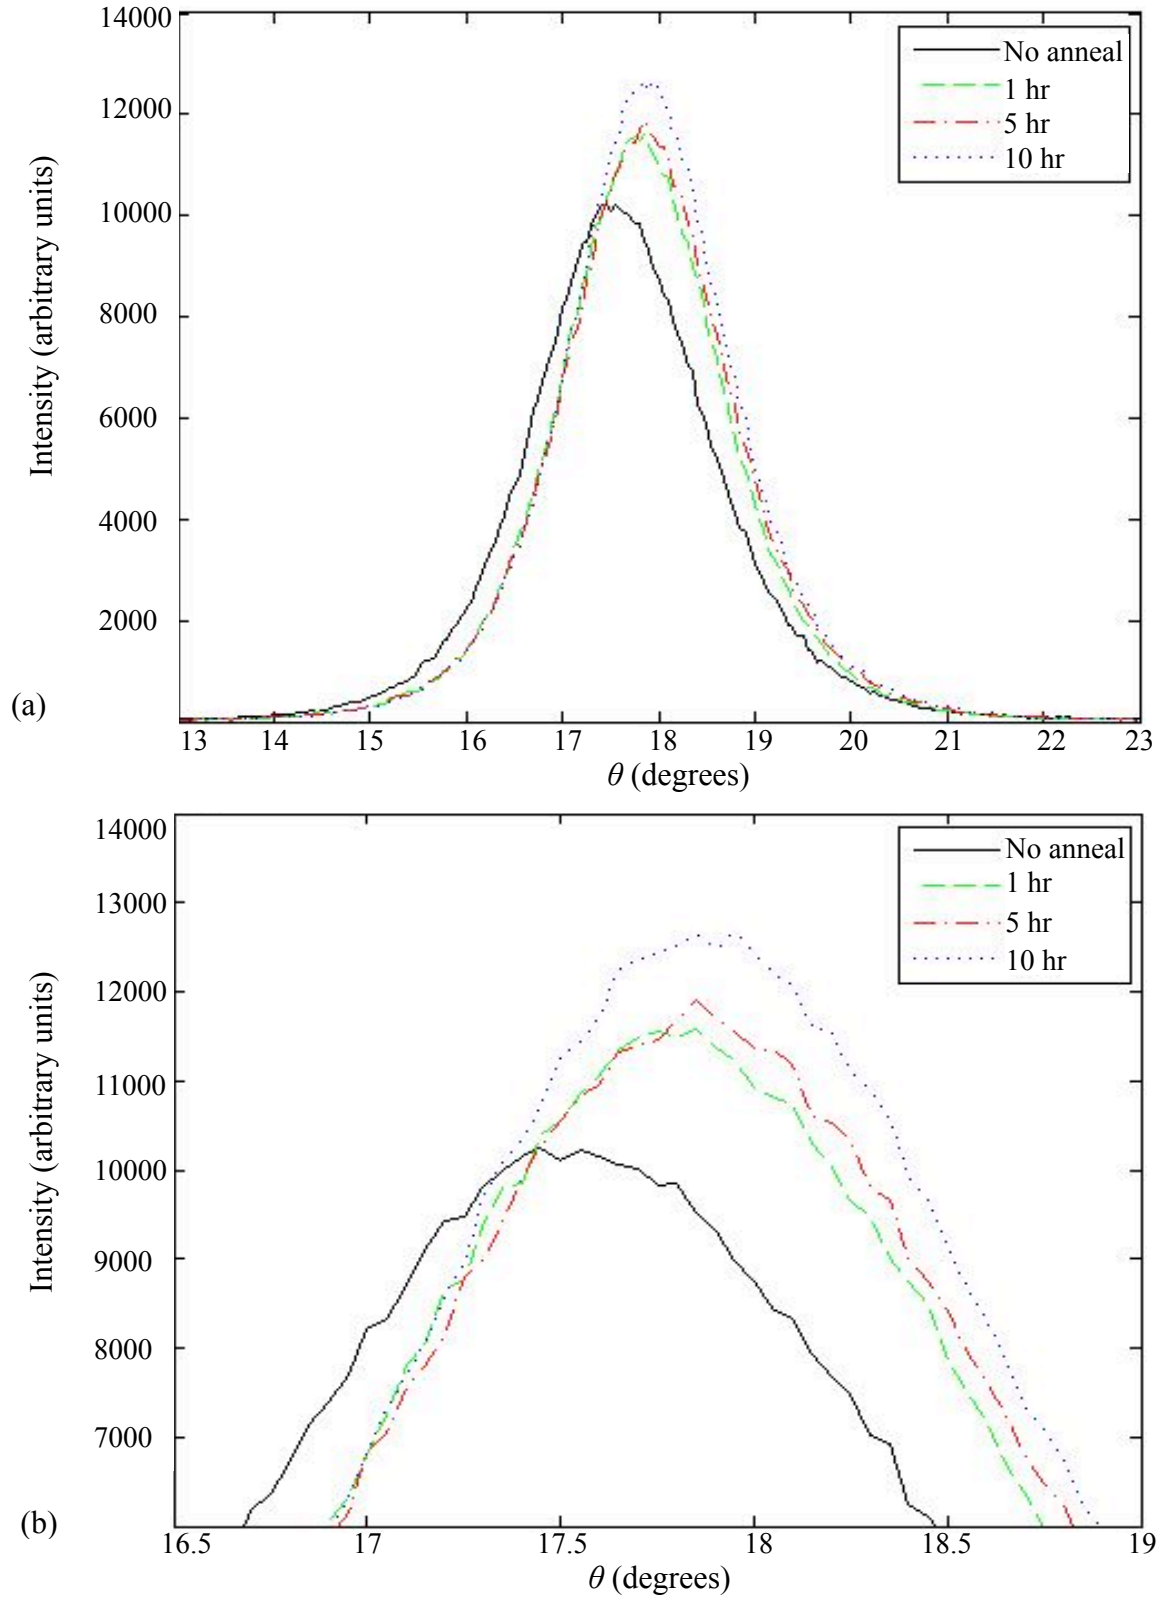 14000
12000
10000
8000
6000
4000
2000
Intensity (arbitrary units)
No anneal
1 hr
5 hr
10 hr
(a)
13 14 15 16 17 18 19 20 21 22 23
θ (degrees)
14000
13000
12000
11000
10000
9000
8000
7000
Intensity (arbitrary units)
No anneal
1 hr
5 hr
10 hr
(b)
16.5 17 17.5 18 18.5 19
θ (degrees)